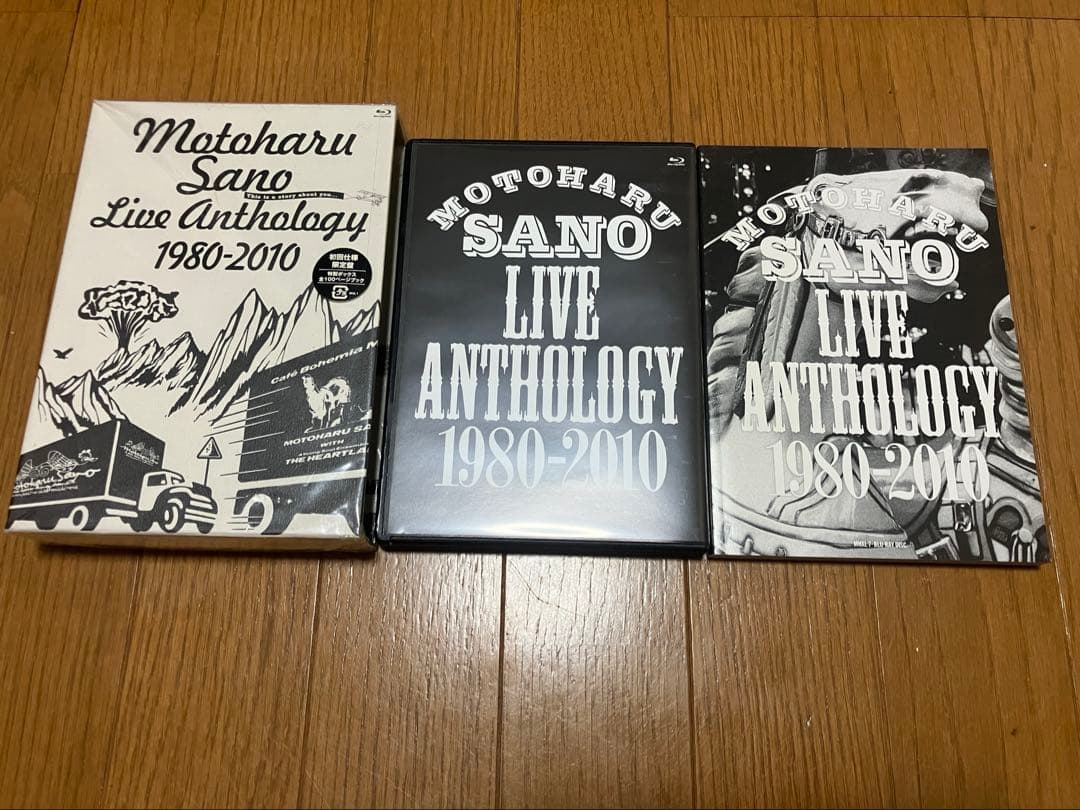 Motoharu
Sano
This is a story about you...
Live Anthology
1980-2010
初回仕様
限定盤
特製ボックス
全100ページブック
Café Bohemia M
MOTOHARU SA
WITH
THE HEARTLA
MOTOHARU
SANO
LIVE
ANTHOLOGY
1980-2010
MOTOHARU
SANO
LIVE
ANTHOLOGY
1980-2010